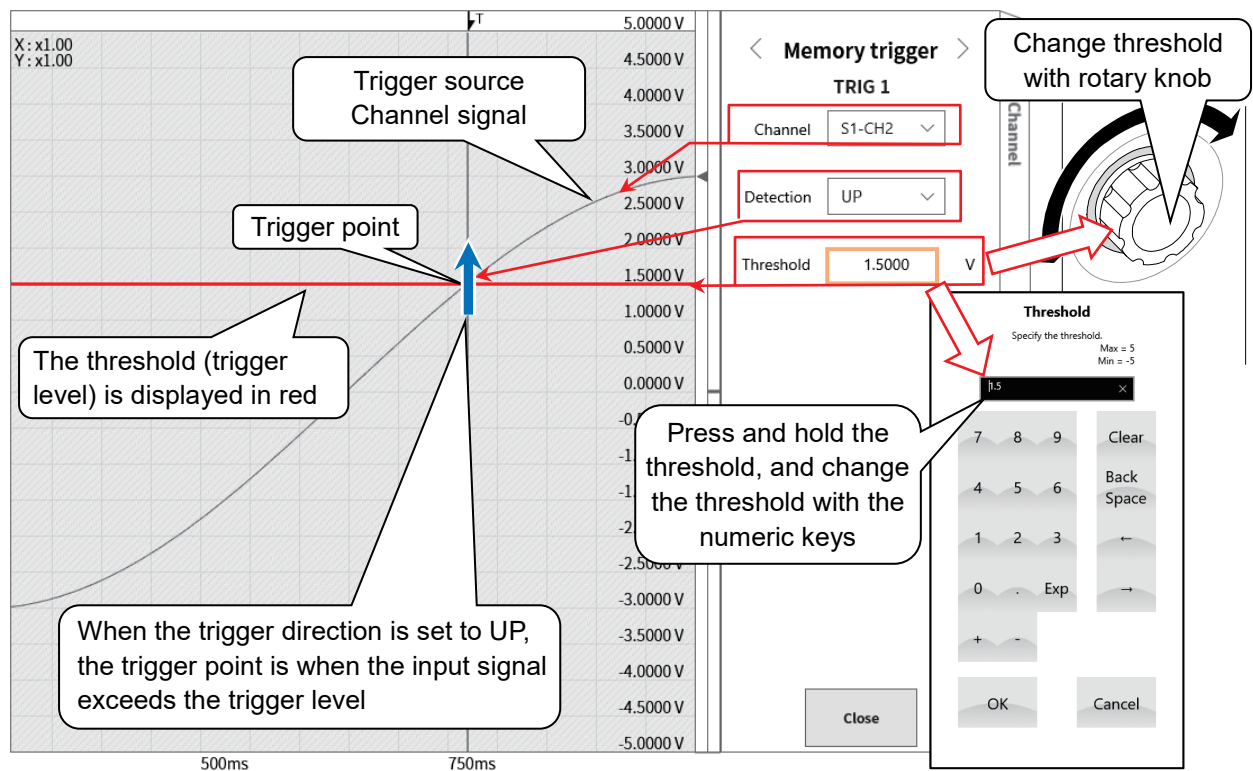 T
X : x1.00
Y : x1.00
5.0000 V
4.5000 V
4.0000 V
3.5000 V
3.0000 V
2.5000 V
2.0000 V
1.5000 V
1.0000 V
0.5000 V
0.0000 V
-0.
-1.
-1.
-2.
-2.5000 V
-3.0000 V
-3.5000 V
-4.0000 V
-4.5000 V
-5.0000 V
500ms
750ms
Trigger source
Channel signal
Trigger point
The threshold (trigger
level) is displayed in red
When the trigger direction is set to UP,
the trigger point is when the input signal
exceeds the trigger level
Memory trigger
TRIG 1
Channel S1-CH2
Detection UP
Threshold 1.5000 V
Close
Channel
Change threshold
with rotary knob
Press and hold the
threshold, and change
the threshold with the
numeric keys
Threshold
Specify the threshold.
Max = 5
Min = -5
1.5 ×
7 8 9 Clear
4 5 6 Back
Space
1 2 3 ←
0 . Exp →
+ -
OK Cancel